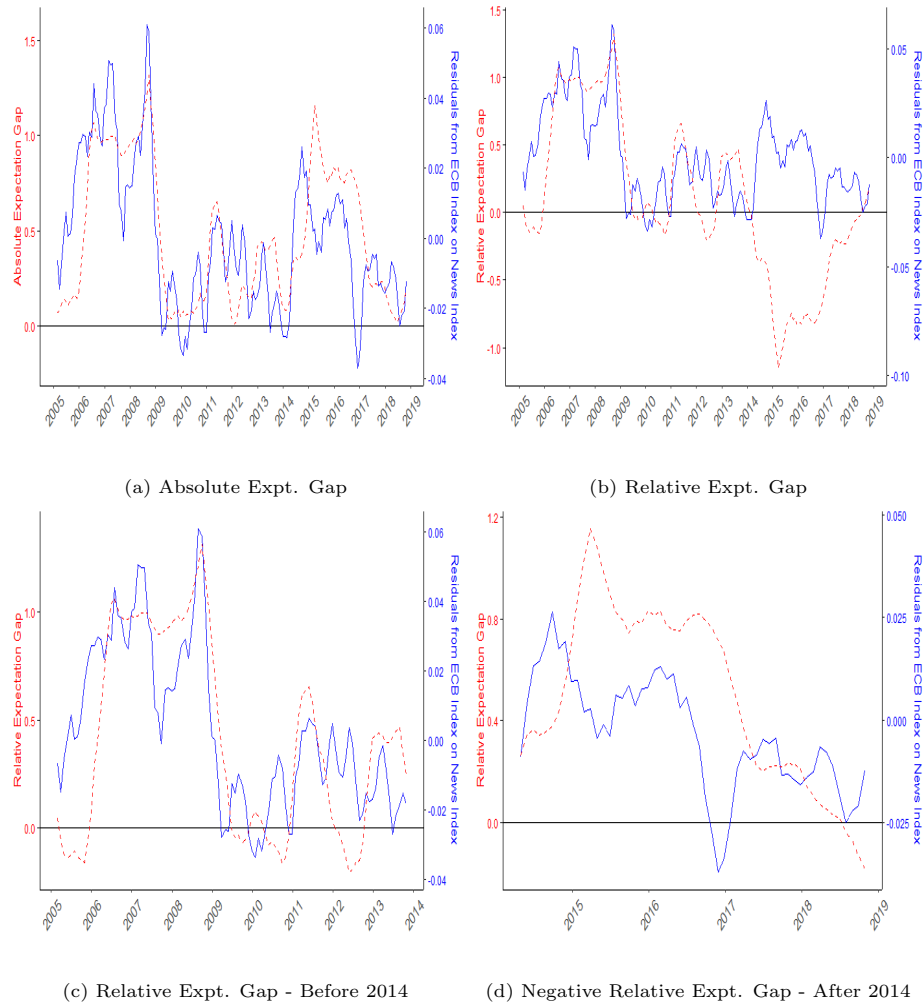 Absolute Expectation Gap
1.5
1.0
0.5
0.0
0.06
0.04
0.02
0.00
-0.02
-0.04
Residuals from ECB Index on News Index
2005 2006 2007 2008 2009 2010 2011 2012 2013 2014 2015 2016 2017 2018 2019
(a) Absolute Expt. Gap
Relative Expectation Gap
1.5
1.0
0.5
0.0
-0.5
-1.0
0.05
0.00
-0.05
-0.10
Residuals from ECB Index on News Index
2005 2006 2007 2008 2009 2010 2011 2012 2013 2014 2015 2016 2017 2018 2019
(b) Relative Expt. Gap
Relative Expectation Gap
1.0
0.5
0.0
0.06
0.04
0.02
0.00
-0.02
-0.04
Residuals from ECB Index on News Index
2005 2006 2007 2008 2009 2010 2011 2012 2013 2014
(c) Relative Expt. Gap - Before 2014
Relative Expectation Gap
1.2
0.8
0.4
0.0
0.050
0.025
0.000
-0.025
Residuals from ECB Index on News Index
2015 2016 2017 2018 2019
(d) Negative Relative Expt. Gap - After 2014